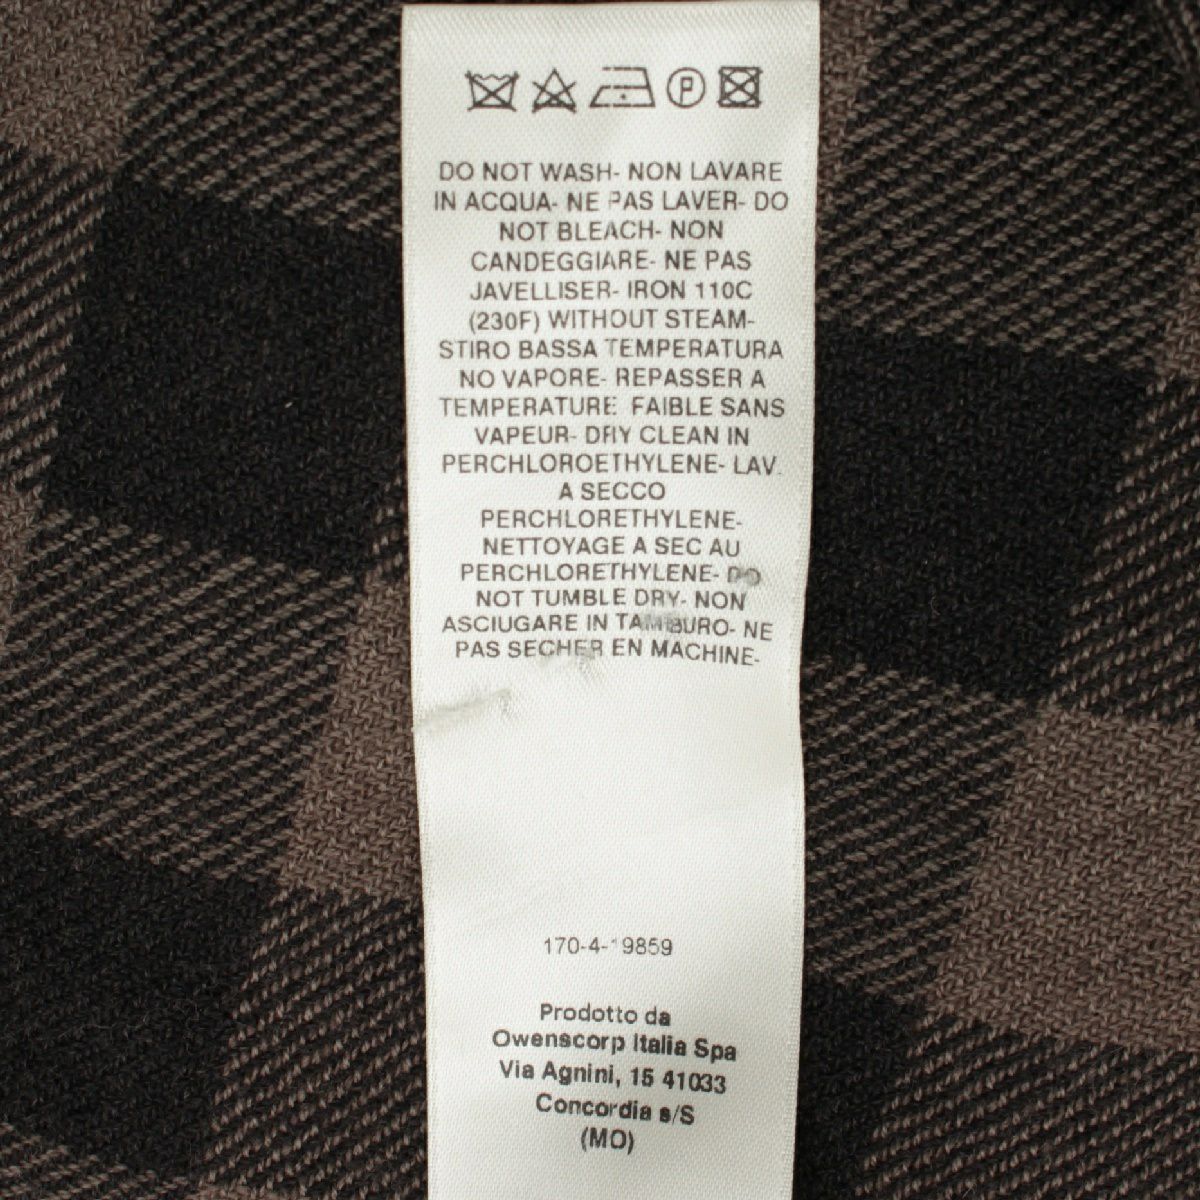 P
DO NOT WASH- NON LAVARE
IN ACQUA- NE PAS LAVER- DO
NOT BLEACH- NON
CANDEGGIARE- NE PAS
JAVELLISER- IRON 110C
(230F) WITHOUT STEAM-
STIRO BASSA TEMPERATURA
NO VAPORE- REPASSER A
TEMPERATURE FAIBLE SANS
VAPEUR- DRY CLEAN IN
PERCHLOROETHYLENE- LAV.
A SECCO
PERCHLORETHYLENE-
NETTOYAGE A SEC AU
PERCHLORETHYLENE- DO
NOT TUMBLE DRY- NON
ASCIUGARE IN TAMBURO- NE
PAS SECHER EN MACHINE-
170-4-19859
Prodotto da
Owenscorp Italia Spa
Via Agnini, 15 41033
Concordia s/S
(MO)